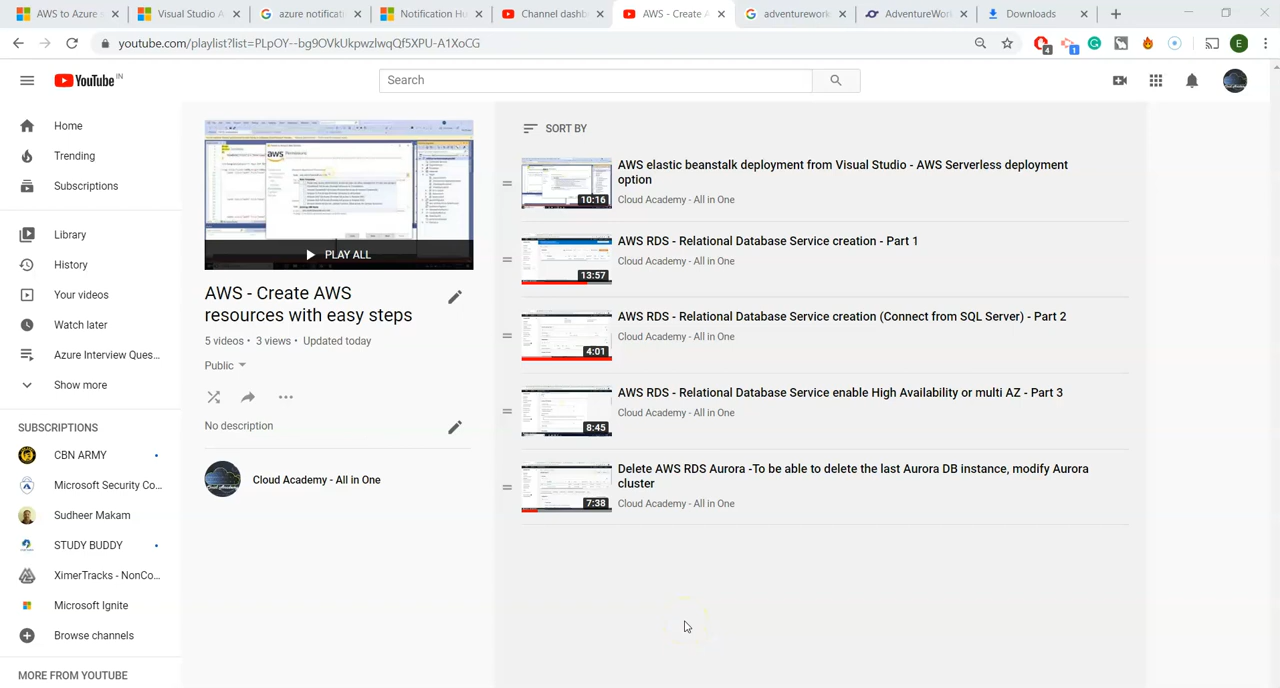 AWS to Azure s
Visual Studio A
azure notificati
Notification Hu
Channel dashb
AWS - Create A
adventurework
AdventureWork
Downloads
youtube.com/playlist?list=PLpOY--bg9OVkUkpwzlwqQf5XPU-A1XoCG
4
1
E
YouTube IN
Search
Home
Trending
Subscriptions
Library
History
Your videos
Watch later
Azure Interview Ques...
Show more
SUBSCRIPTIONS
CBN ARMY
Microsoft Security Co...
Sudheer Makam
STUDY BUDDY
XimerTracks - NonCo...
Microsoft Ignite
Browse channels
MORE FROM YOUTUBE
aws
Permissions
PLAY ALL
AWS - Create AWS
resources with easy steps
5 videos • 3 views • Updated today
Public
No description
Cloud Academy - All in One
SORT BY
AWS elastic beanstalk deployment from Visual Studio - AWS Serverless deployment
option
Cloud Academy - All in One
10:16
AWS RDS - Relational Database Service creation - Part 1
Cloud Academy - All in One
13:57
AWS RDS - Relational Database Service creation (Connect from SQL Server) - Part 2
Cloud Academy - All in One
4:01
AWS RDS - Relational Database Service enable High Availability or multi AZ - Part 3
Cloud Academy - All in One
8:45
Delete AWS RDS Aurora -To be able to delete the last Aurora DB instance, modify Aurora
cluster
Cloud Academy - All in One
7:38